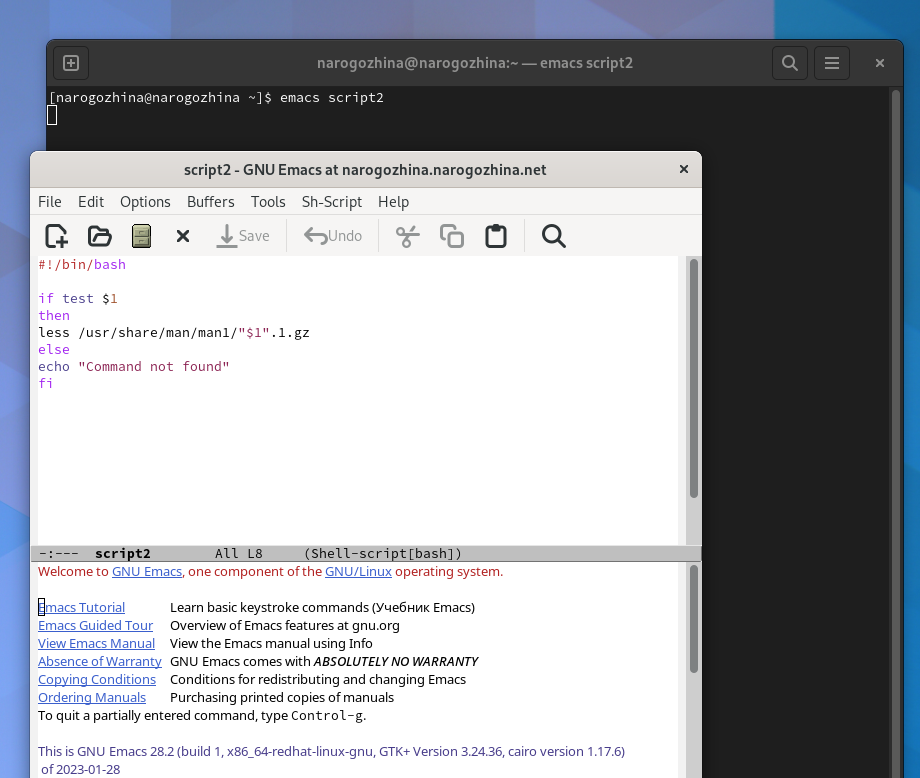 narogozhina@narogozhina:~ — emacs script2
[narogozhina@narogozhina ~]$ emacs script2
script2 - GNU Emacs at narogozhina.narogozhina.net
File Edit Options Buffers Tools Sh-Script Help
Save Undo
#!/bin/bash
if test $1
then
less /usr/share/man/man1/"$1".1.gz
else
echo "Command not found"
fi
-:--- script2 All L8 (Shell-script[bash])
Welcome to GNU Emacs, one component of the GNU/Linux operating system.
Emacs Tutorial Learn basic keystroke commands (Учебник Emacs)
Emacs Guided Tour Overview of Emacs features at gnu.org
View Emacs Manual View the Emacs manual using Info
Absence of Warranty GNU Emacs comes with ABSOLUTELY NO WARRANTY
Copying Conditions Conditions for redistributing and changing Emacs
Ordering Manuals Purchasing printed copies of manuals
To quit a partially entered command, type Control-g.
This is GNU Emacs 28.2 (build 1, x86_64-redhat-linux-gnu, GTK+ Version 3.24.36, cairo version 1.17.6)
of 2023-01-28